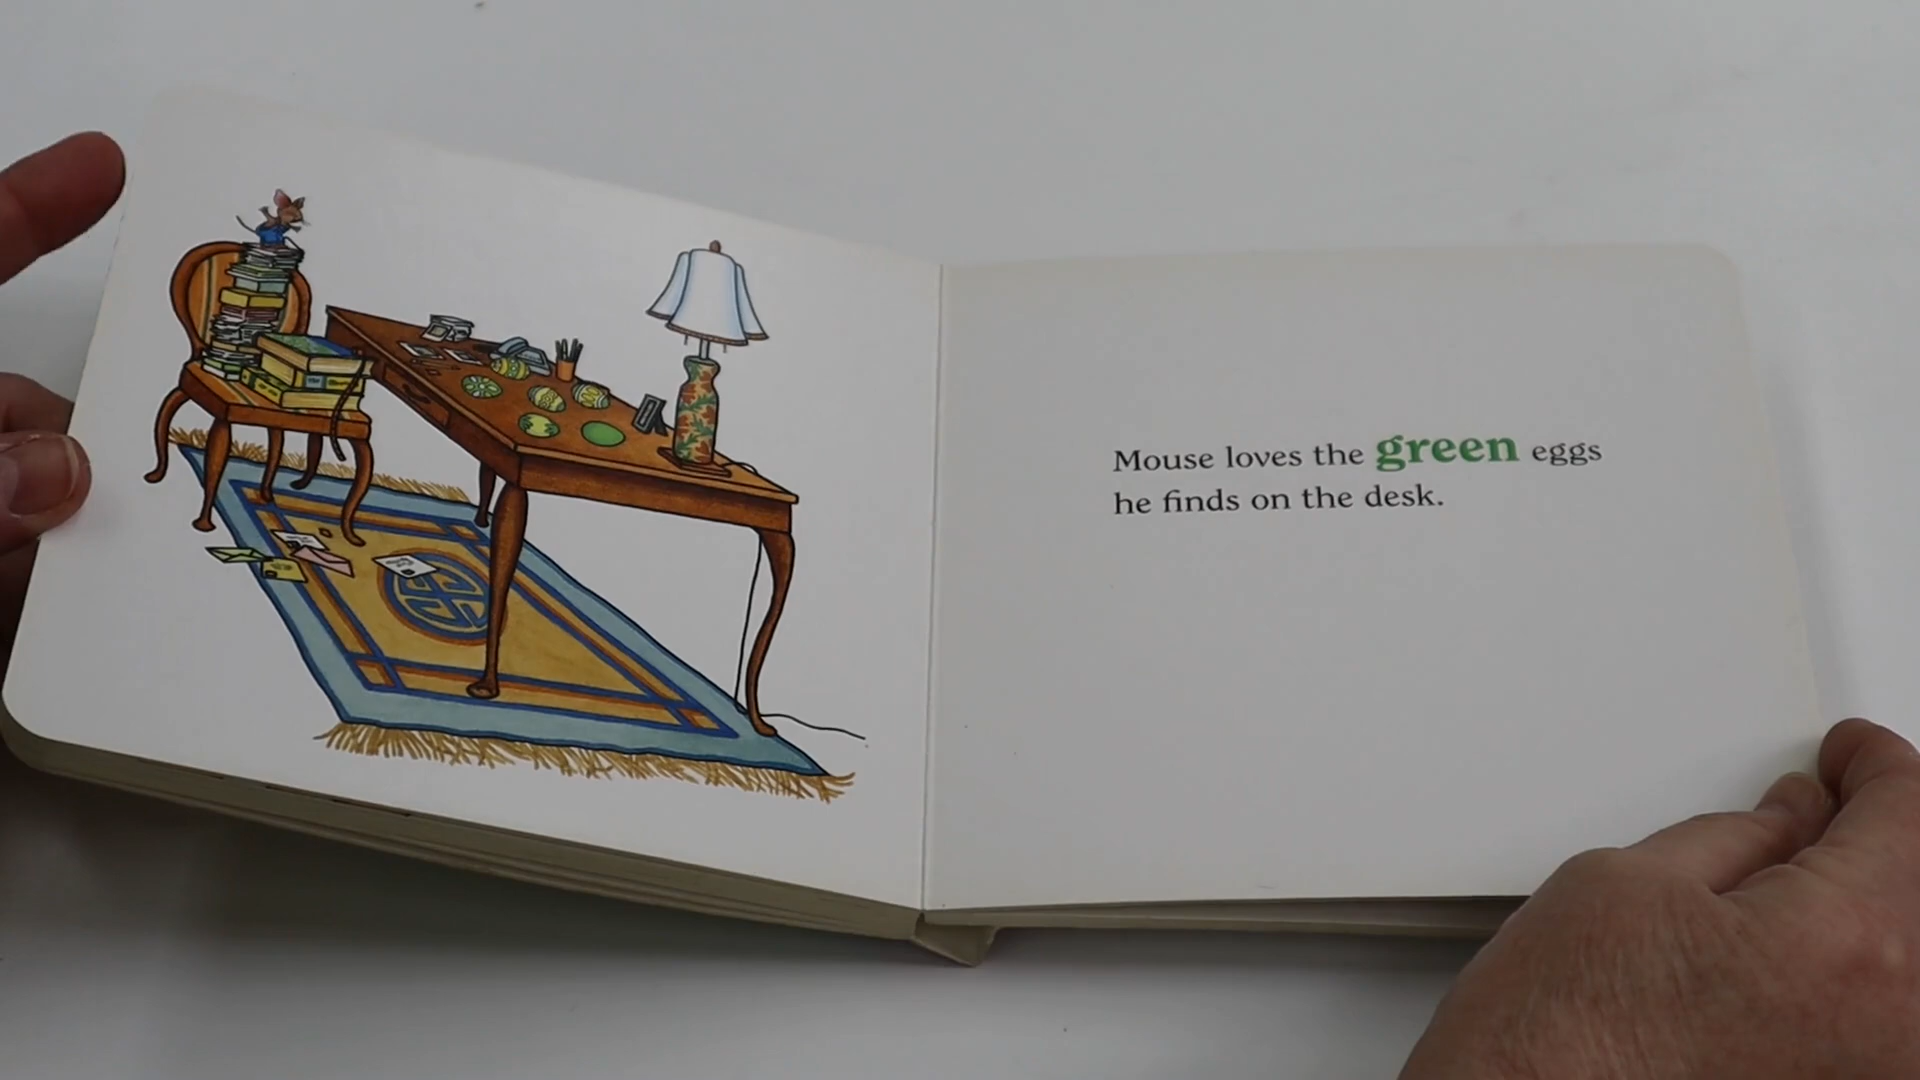 Mouse loves the green eggs
he finds on the desk.